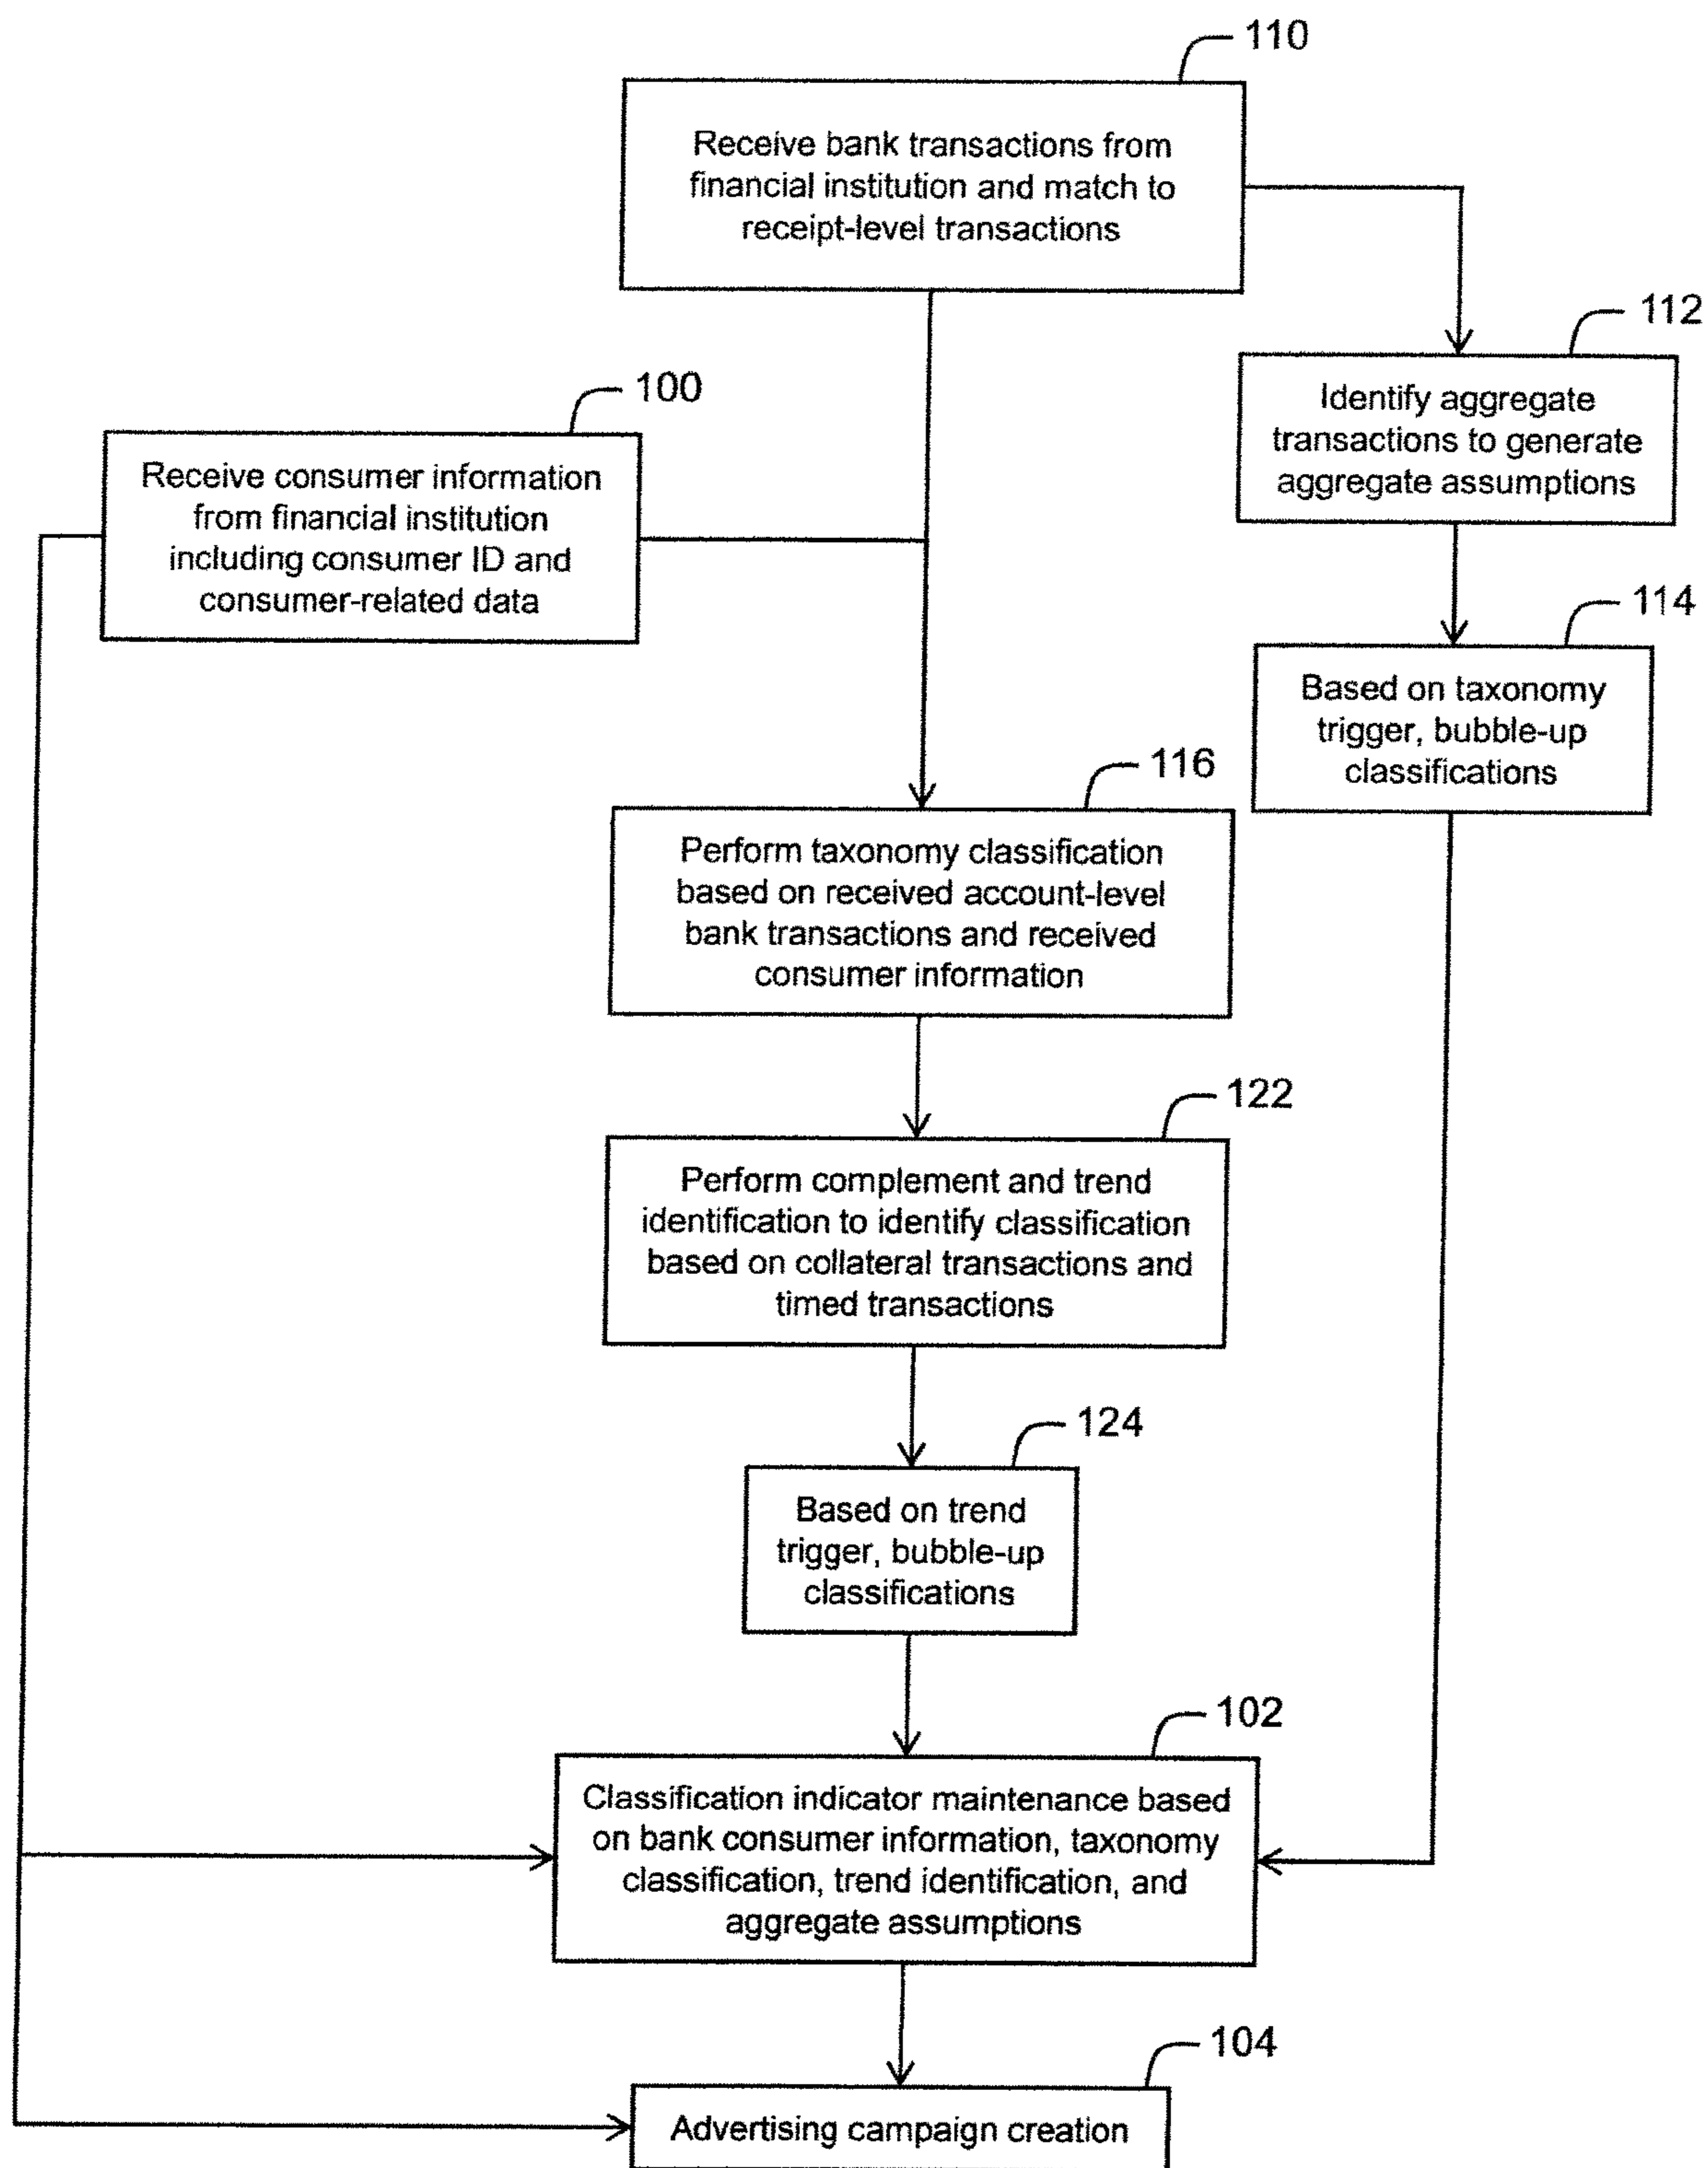 110
Receive bank transactions from
financial institution and match to
receipt-level transactions
112
Identify aggregate
transactions to generate
aggregate assumptions
100
Receive consumer information
from financial institution
including consumer ID and
consumer-related data
114
Based on taxonomy
trigger, bubble-up
classifications
116
Perform taxonomy classification
based on received account-level
bank transactions and received
consumer information
122
Perform complement and trend
identification to identify classification
based on collateral transactions and
timed transactions
124
Based on trend
trigger, bubble-up
classifications
102
Classification indicator maintenance based
on bank consumer information, taxonomy
classification, trend identification, and
aggregate assumptions
104
Advertising campaign creation